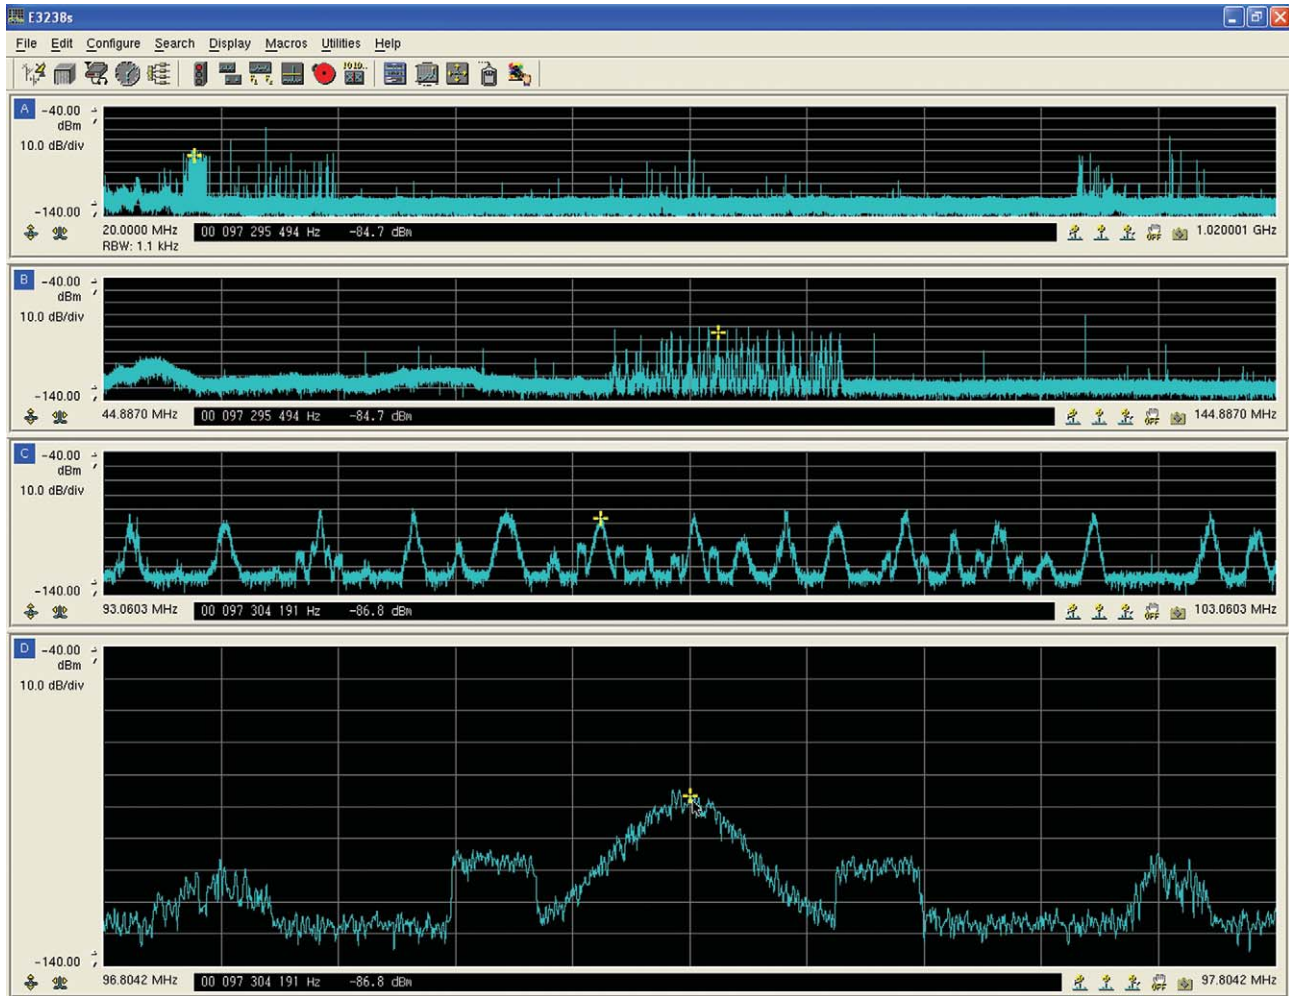 E3238s
File Edit Configure Search Display Macros Utilities Help
A -40.00
dBm
10.0 dB/div
-140.00
20.0000 MHz 00 097 295 494 Hz -84.7 dBm OFF 1.020001 GHz
RBW: 1.1 kHz
B -40.00
dBm
10.0 dB/div
-140.00
44.8870 MHz 00 097 295 494 Hz -84.7 dBm OFF 144.8870 MHz
C -40.00
dBm
10.0 dB/div
-140.00
93.0603 MHz 00 097 304 191 Hz -86.8 dBm OFF 103.0603 MHz
D -40.00
dBm
10.0 dB/div
-140.00
96.8042 MHz 00 097 304 191 Hz -86.8 dBm OFF 97.8042 MHz